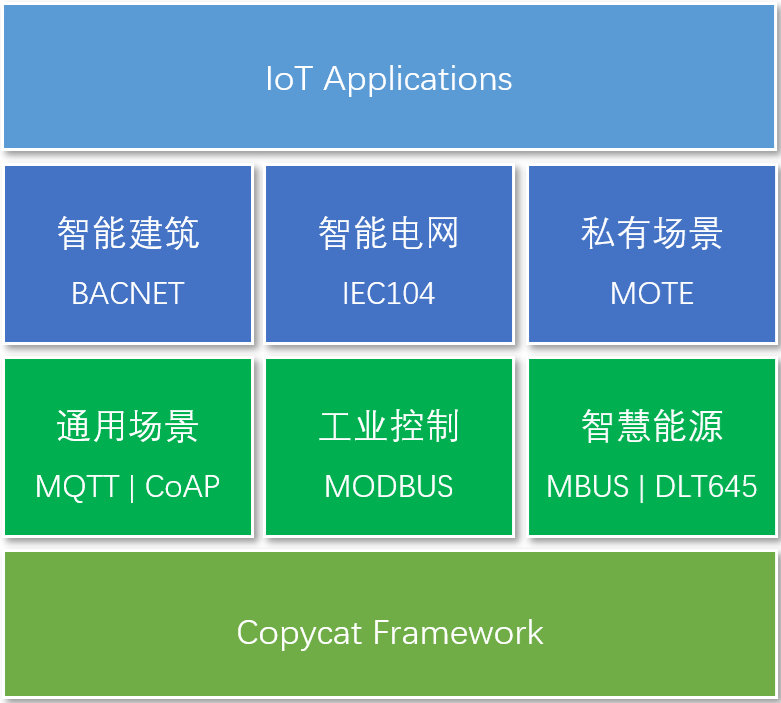 IoT Applications
智能建筑
BACNET
智能电网
IEC104
私有场景
MOTE
通用场景
MQTT | CoAP
工业控制
MODBUS
智慧能源
MBUS | DLT645
Copycat Framework